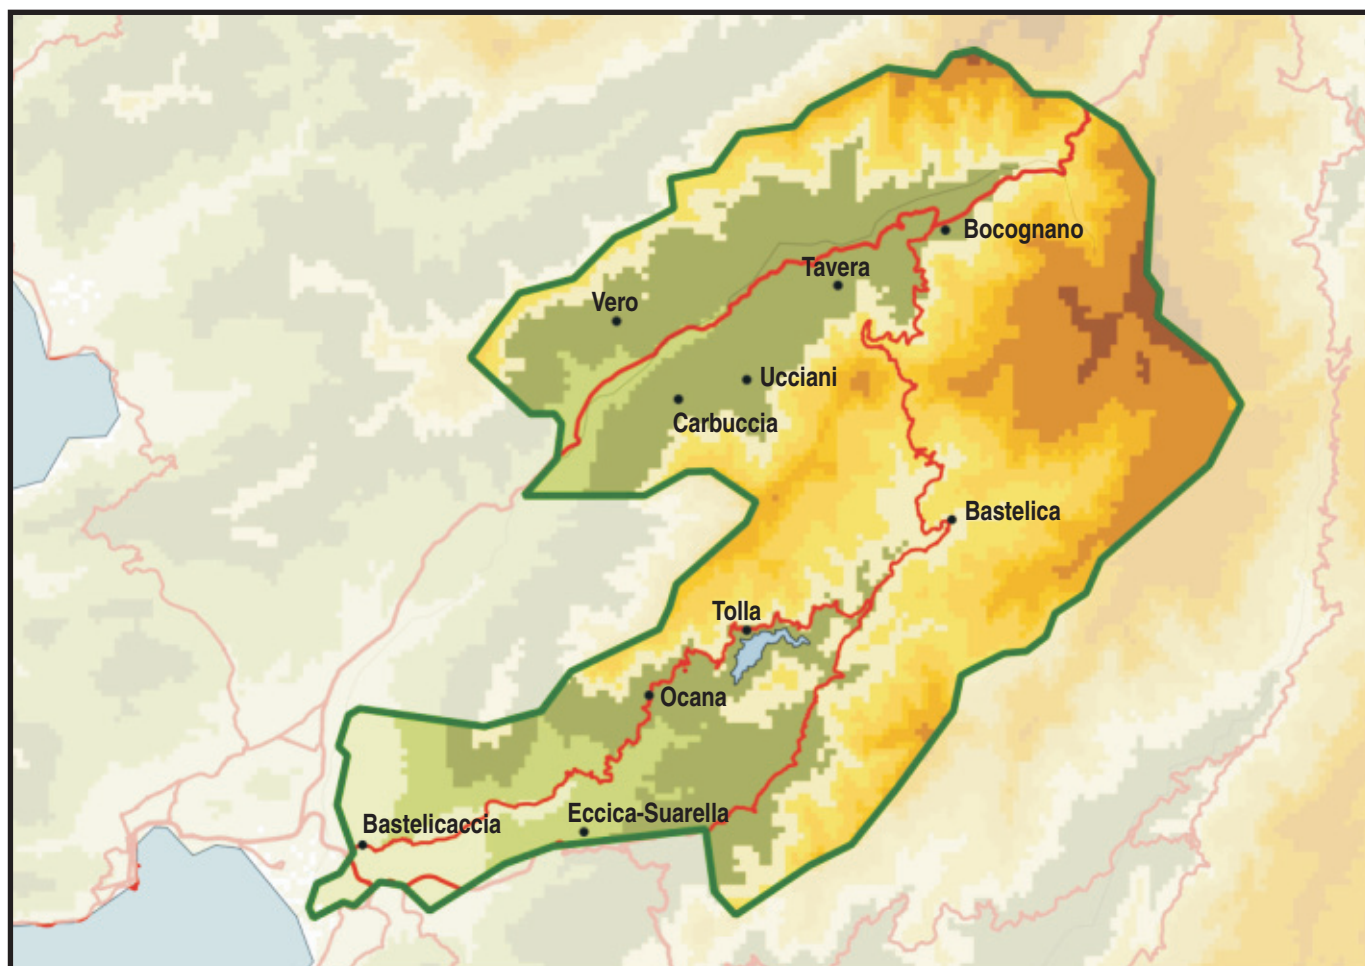 Bocognano
Tavera
Vero
Ucciani
Carbuccia
Bastelica
Tolla
Ocana
Eccica-Suarella
Bastelicaccia